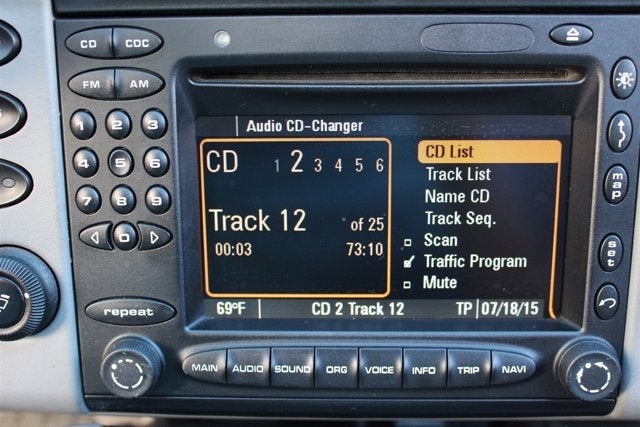 CD CDC
FM AM
1 2 3
4 5 6
7 8 9
0
repeat
Audio CD-Changer
CD 1 2 3 4 5 6
Track 12 of 25
00:03 73:10
CD List
Track List
Name CD
Track Seq.
Scan
Traffic Program
Mute
69°F CD 2 Track 12 TP 07/18/15
map
set
MAIN AUDIO SOUND ORG VOICE INFO TRIP NAVI